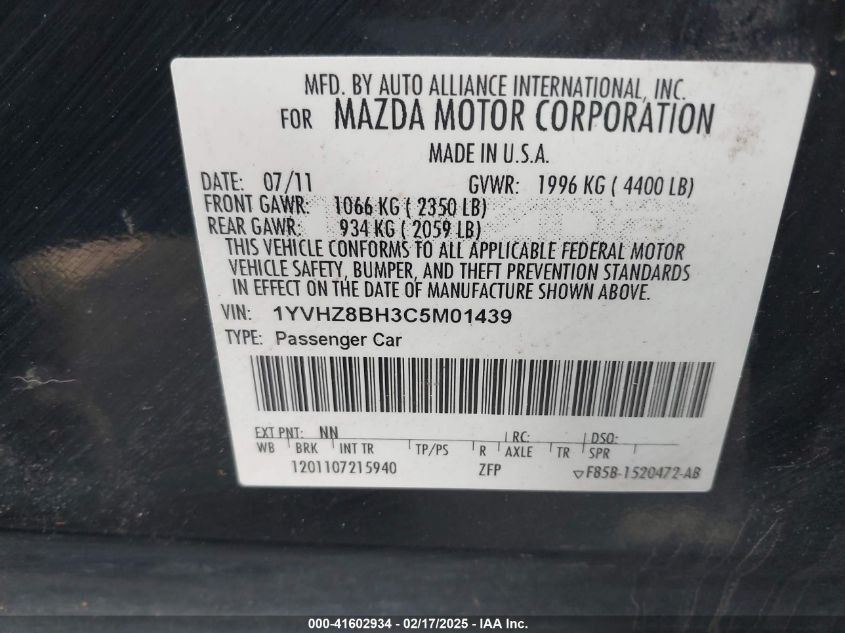 MFD. BY AUTO ALLIANCE INTERNATIONAL, INC.
FOR MAZDA MOTOR CORPORATION
MADE IN U.S.A.
DATE: 07/11 GVWR: 1996 KG ( 4400 LB)
FRONT GAWR: 1066 KG ( 2350 LB)
REAR GAWR: 934 KG ( 2059 LB)
THIS VEHICLE CONFORMS TO ALL APPLICABLE FEDERAL MOTOR
VEHICLE SAFETY, BUMPER, AND THEFT PREVENTION STANDARDS
IN EFFECT ON THE DATE OF MANUFACTURE SHOWN ABOVE.
VIN: 1YVHZ8BH3C5M01439
TYPE: Passenger Car
EXT PNT: NN RC: DSO:
WB BRK INT TR TP/PS R AXLE TR SPR
1201107215940 ZFP F85B-1520472-AB
000-41602934 - 02/17/2025 - IAA Inc.